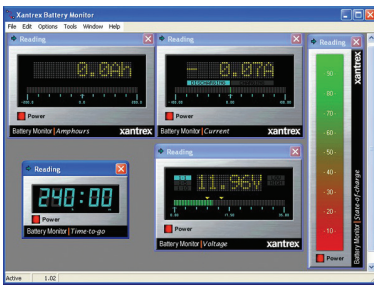 Xantrex Battery Monitor
File Edit Options Tools Window Help
Reading
0.0Ah
Power
Battery Monitor | Amphours xantrex
Reading
- 0.07A
DISCHARGING
Power
Battery Monitor | Current xantrex
Reading
240:00
Power
Battery Monitor | Time-to-go
Reading
11.96V
Power
Battery Monitor | Voltage xantrex
Reading
- 90 -
- 80 -
- 70 -
- 60 -
- 50 -
- 40 -
- 30 -
- 20 -
- 10 -
Power
Battery Monitor | State-of-charge xantrex
Active 1.02